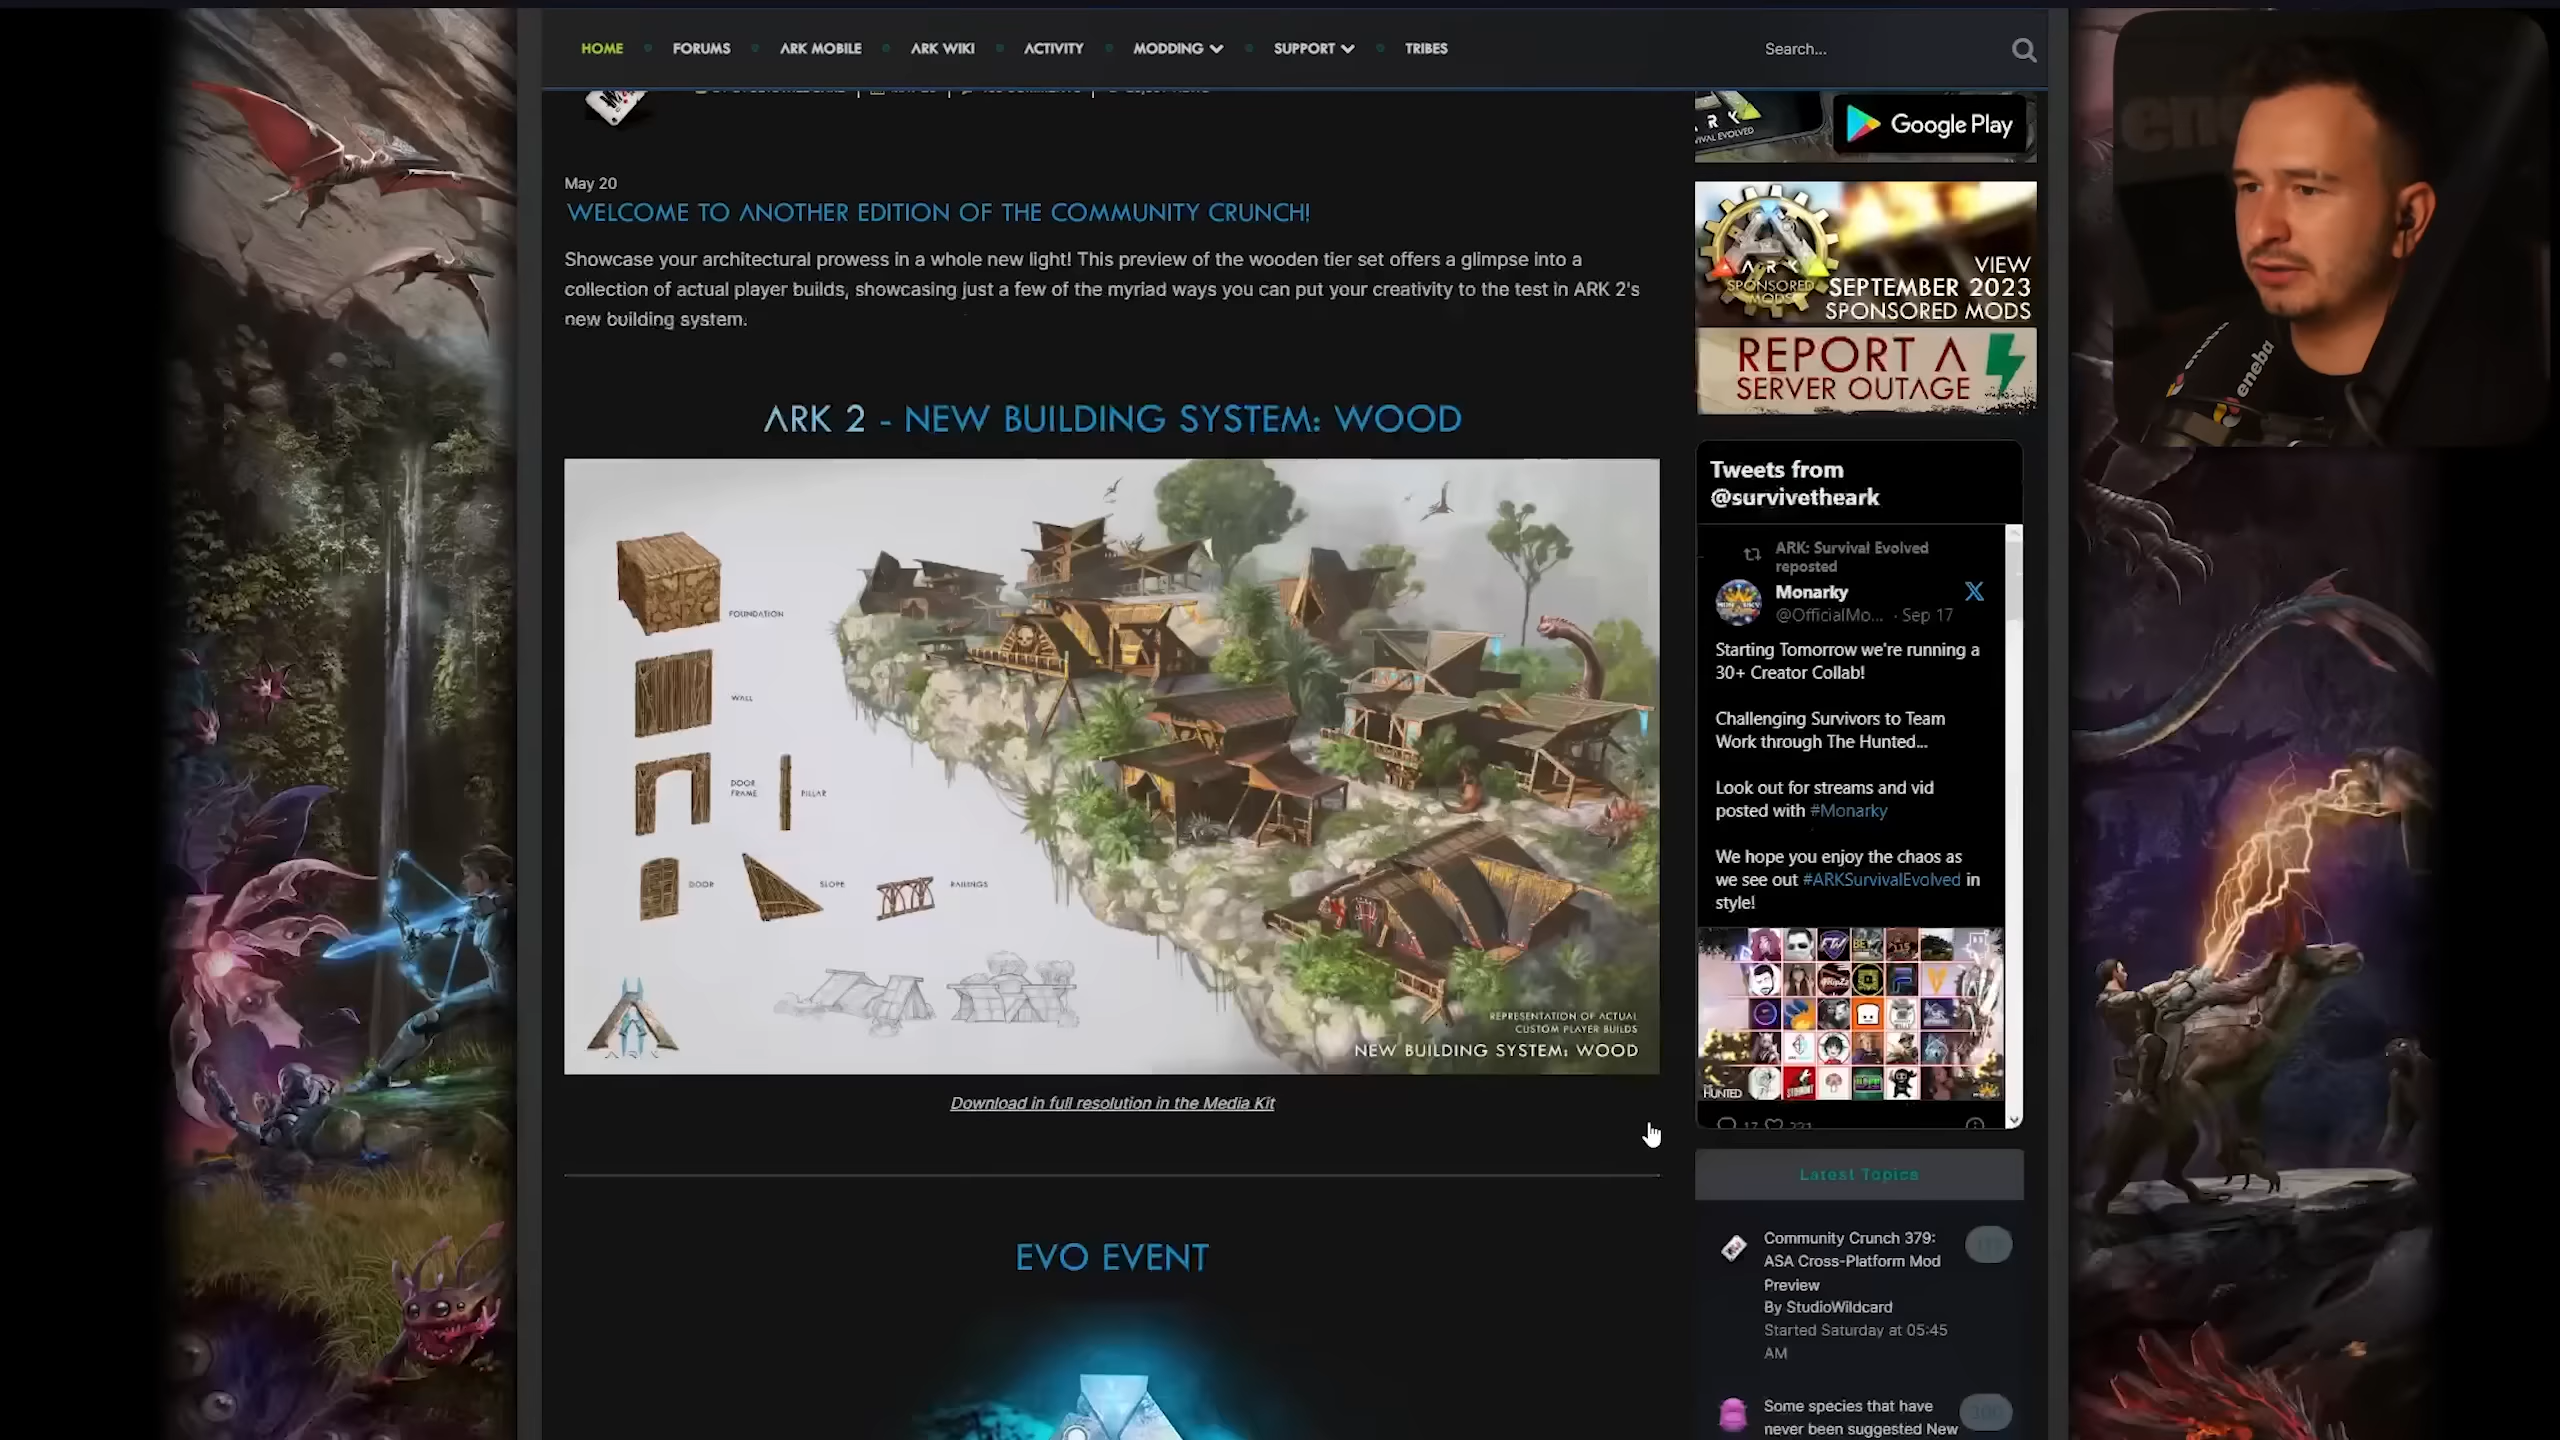 HOME
FORUMS
ARK MOBILE
ARK WIKI
ACTIVITY
MODDING
SUPPORT
TRIBES
Search...
May 20
WELCOME TO ANOTHER EDITION OF THE COMMUNITY CRUNCH!
Showcase your architectural prowess in a whole new light! This preview of the wooden tier set offers a glimpse into a
collection of actual player builds, showcasing just a few of the myriad ways you can put your creativity to the test in ARK 2's
new building system.
ARK 2 - NEW BUILDING SYSTEM: WOOD
FOUNDATION
WALL
DOOR
FRAME
PILLAR
DOOR
SLOPE
RAILINGS
ARK
REPRESENTATION OF ACTUAL
CUSTOM PLAYER BUILDS
NEW BUILDING SYSTEM: WOOD
Download in full resolution in the Media Kit
EVO EVENT
Google Play
ARK
SPONSORED
MODS
VIEW
SEPTEMBER 2023
SPONSORED MODS
REPORT A
SERVER OUTAGE
Tweets from
@survivetheark
ARK: Survival Evolved
reposted
Monarky
@OfficialMo... · Sep 17
Starting Tomorrow we're running a
30+ Creator Collab!
Challenging Survivors to Team
Work through The Hunted...
Look out for streams and vid
posted with #Monarky
We hope you enjoy the chaos as
we see out #ARKSurvivalEvolved in
style!
HUNTED
Latest Topics
Community Crunch 379:
ASA Cross-Platform Mod
Preview
By StudioWildcard
Started Saturday at 05:45
AM
Some species that have
never been suggested New
eneba
eneba